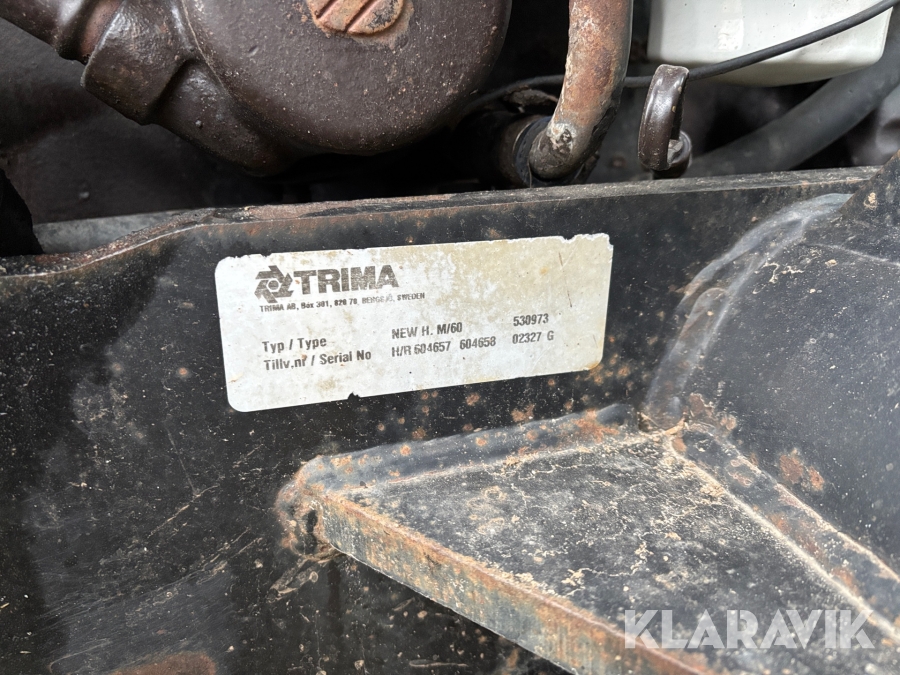 TRIMA
TRIMA AB, Box 301, 820 70, BERGSJÖ, SWEDEN
Typ / Type NEW H. M/60 530973
Tillv.nr / Serial No H/R 604657 604658 02327 G
KLARAVIK